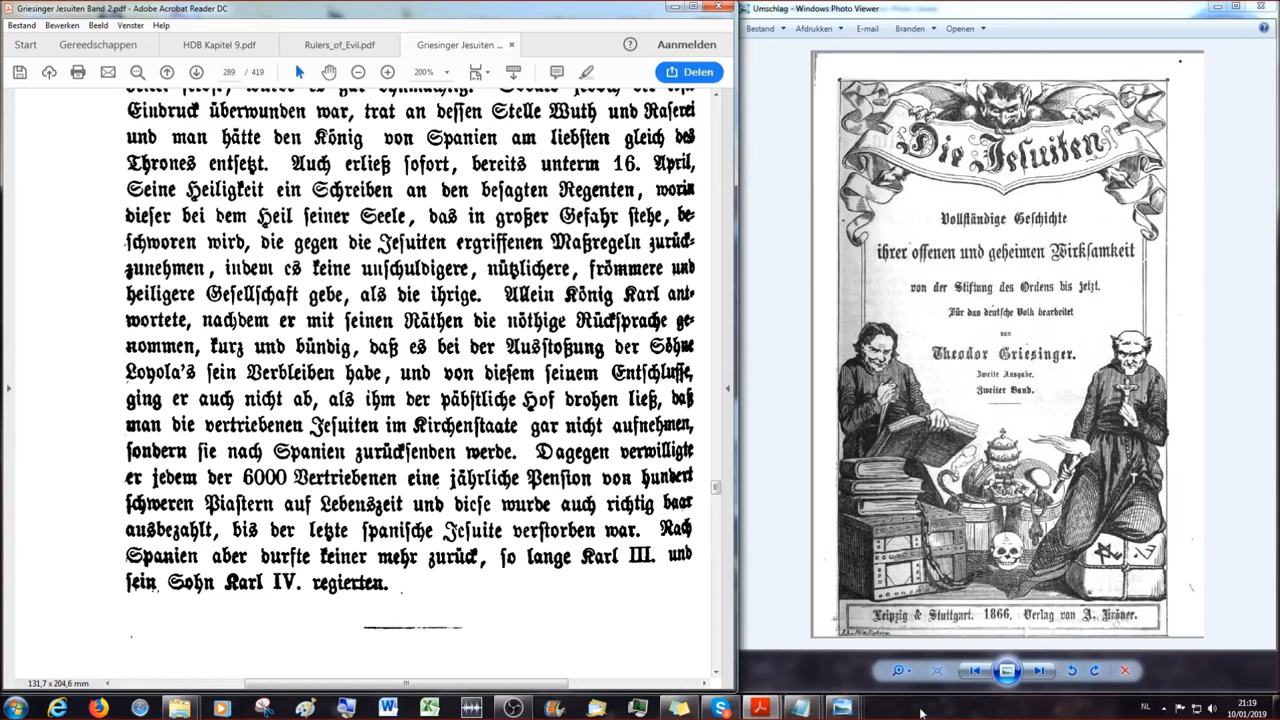 Griesinger Jesuiten Band 2.pdf - Adobe Acrobat Reader DC
Bestand Bewerken Beeld Venster Help
Start Gereedschappen HDB Kapitel 9.pdf Rulers_of_Evil.pdf Griesinger Jesuiten ... × Aanmelden
289 / 419 200% Delen
Eindruck überwunden war, trat an dessen Stelle Wuth und Raserei
und man hätte den König von Spanien am liebsten gleich des
Thrones entsetzt. Auch erließ sofort, bereits unterm 16. April,
Seine Heiligkeit ein Schreiben an den besagten Regenten, worin
dieser bei dem Heil seiner Seele, das in großer Gefahr stehe, be-
schworen wird, die gegen die Jesuiten ergriffenen Maßregeln zurück-
zunehmen, indem es keine unschuldigere, nützlichere, frömmere und
heiligere Gesellschaft gebe, als die ihrige. Allein König Karl ant-
wortete, nachdem er mit seinen Räthen die nöthige Rücksprache ge-
nommen, kurz und bündig, daß es bei der Ausstoßung der Söhne
Loyola's sein Verbleiben habe, und von diesem seinem Entschlusse,
ging er auch nicht ab, als ihm der päbstliche Hof drohen ließ, daß
man die vertriebenen Jesuiten im Kirchenstaate gar nicht aufnehmen,
sondern sie nach Spanien zurücksenden werde. Dagegen verwilligte
er jedem der 6000 Vertriebenen eine jährliche Pension von hundert
schweren Piastern auf Lebenszeit und diese wurde auch richtig baar
ausbezahlt, bis der letzte spanische Jesuite verstorben war. Nach
Spanien aber durfte keiner mehr zurück, so lange Karl III. und
sein Sohn Karl IV. regierten.
131,7 x 204,6 mm
Umschlag - Windows Photo Viewer
Bestand Afdrukken E-mail Branden Openen
Die Jesuiten
Vollständige Geschichte
ihrer offenen und geheimen Wirksamkeit
von der Stiftung des Ordens bis jetzt.
Für das deutsche Volk bearbeitet
von
Theodor Griesinger.
Zweite Ausgabe.
Zweiter Band.
Leipzig & Stuttgart. 1866, Verlag von A. Kröner.
NL
21:19
10/01/2019